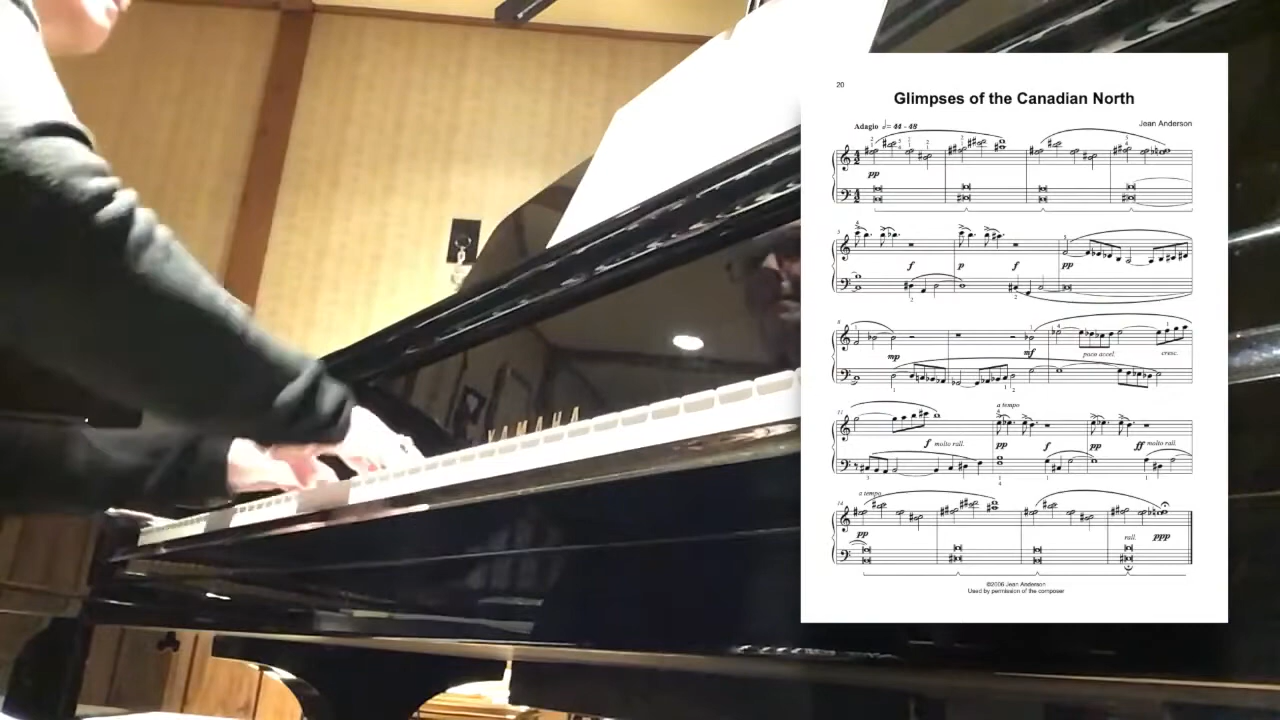 YAMAHA
20
Glimpses of the Canadian North
Jean Anderson
Adagio ♩= 44 - 48
pp
f p f pp
mp mf poco accel. cresc.
a tempo
f molto rall. pp f pp ff molto rall.
a tempo
pp rall. ppp
©2006 Jean Anderson
Used by permission of the composer